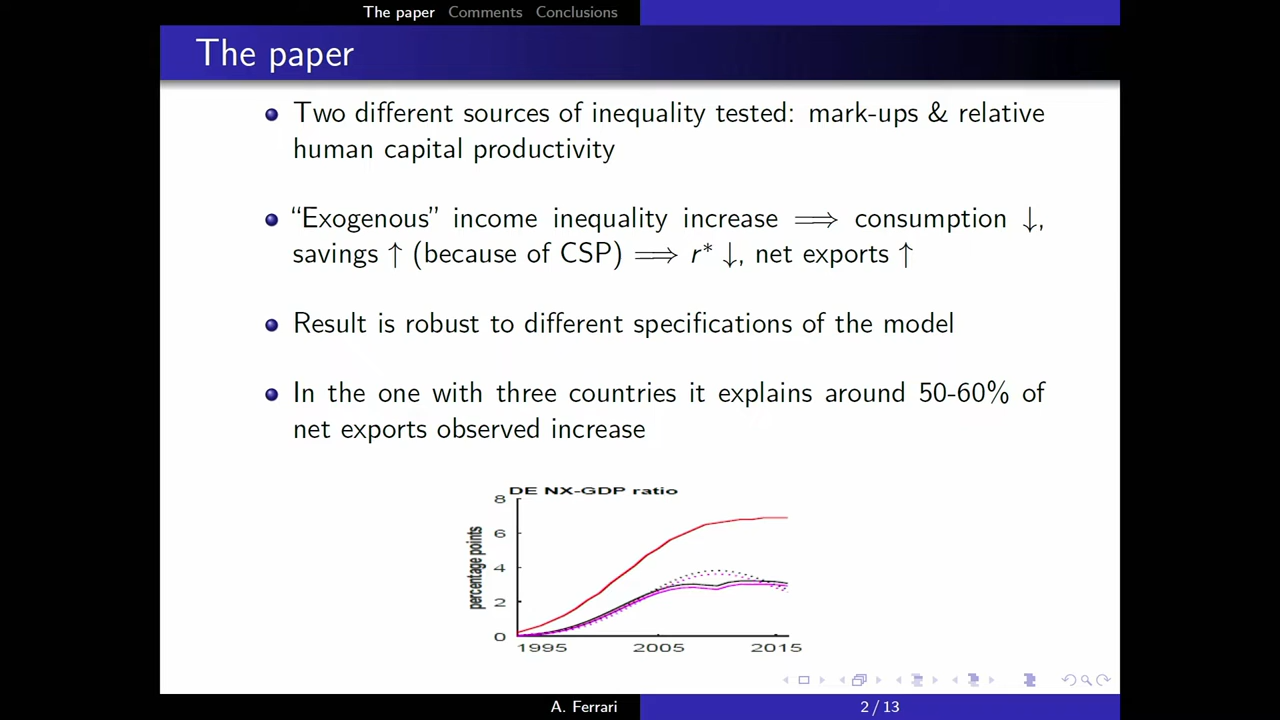 The paper Comments Conclusions
The paper
Two different sources of inequality tested: mark-ups & relative
human capital productivity
“Exogenous” income inequality increase ⟹ consumption ↓,
savings ↑ (because of CSP) ⟹ r* ↓, net exports ↑
Result is robust to different specifications of the model
In the one with three countries it explains around 50-60% of
net exports observed increase
DE NX-GDP ratio
percentage points
8
6
4
2
0
1995 2005 2015
A. Ferrari 2 / 13